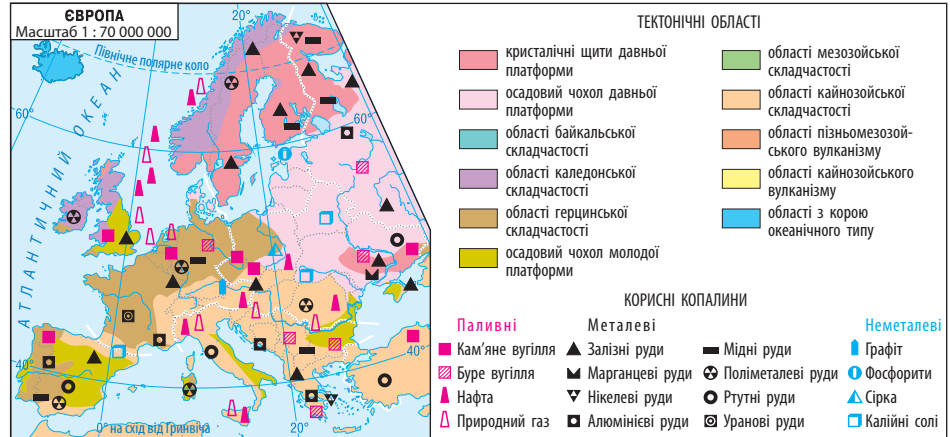 ЄВРОПА
Масштаб 1 : 70 000 000
20°
0°
Північне полярне коло
60°
60°
АТЛАНТИЧНИЙ ОКЕАН
40°
40°
0° на схід від Гринвіча
20°
ТЕКТОНІЧНІ ОБЛАСТІ
кристалічні щити давньої
платформи
осадовий чохол давньої
платформи
області байкальської
складчастості
області каледонської
складчастості
області герцинської
складчастості
осадовий чохол молодої
платформи
області мезозойської
складчастості
області кайнозойської
складчастості
області пізньомезозой-
ського вулканізму
області кайнозойського
вулканізму
області з корою
океанічного типу
КОРИСНІ КОПАЛИНИ
Паливні
Кам'яне вугілля
Буре вугілля
Нафта
Природний газ
Металеві
Залізні руди
Марганцеві руди
Нікелеві руди
Алюмінієві руди
Мідні руди
Поліметалеві руди
Ртутні руди
Уранові руди
Неметалеві
Графіт
Фосфорити
Сірка
Калійні солі